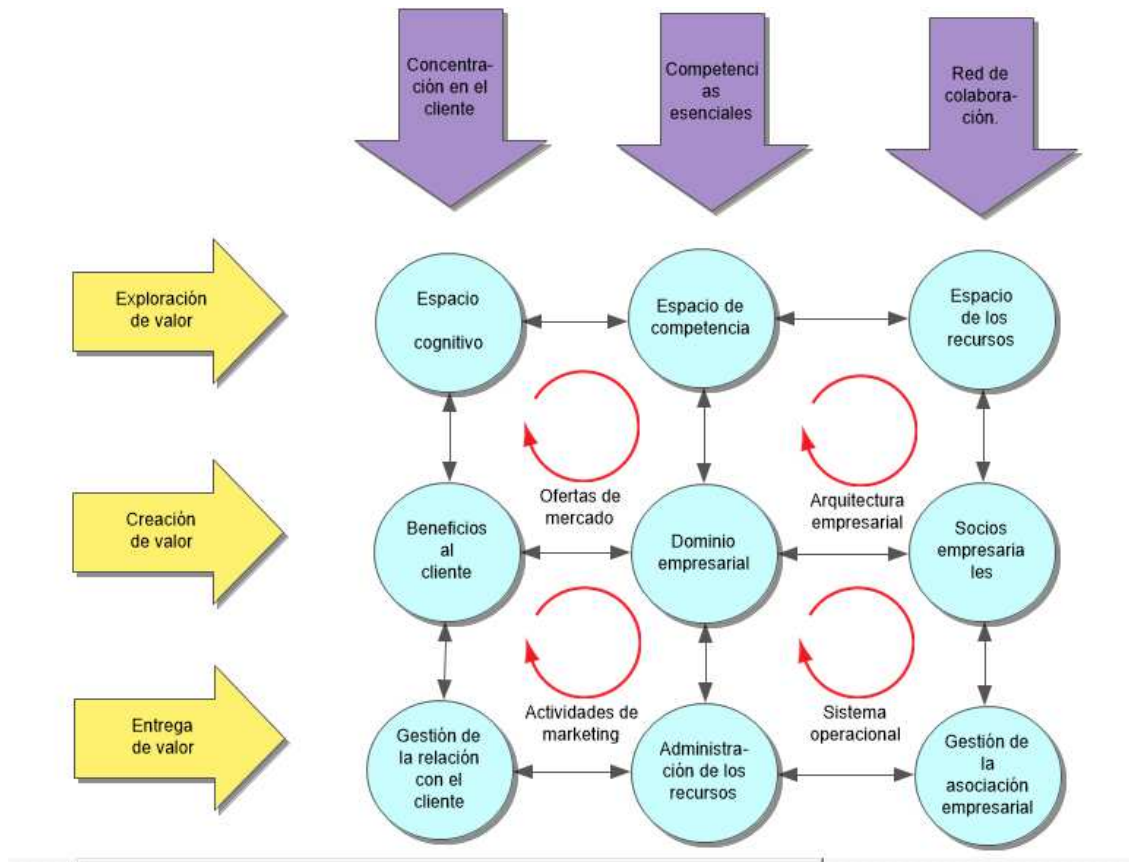 Concentra-
ción en el
cliente
Competenci
as
esenciales
Red de
colabora-
ción.
Exploración
de valor
Espacio
cognitivo
Espacio de
competencia
Espacio
de los
recursos
Ofertas de
mercado
Arquitectura
empresarial
Creación
de valor
Beneficios
al
cliente
Dominio
empresarial
Socios
empresaria
les
Actividades de
marketing
Sistema
operacional
Entrega
de valor
Gestión de
la relación
con el
cliente
Administra-
ción de los
recursos
Gestión de
la
asociación
empresarial